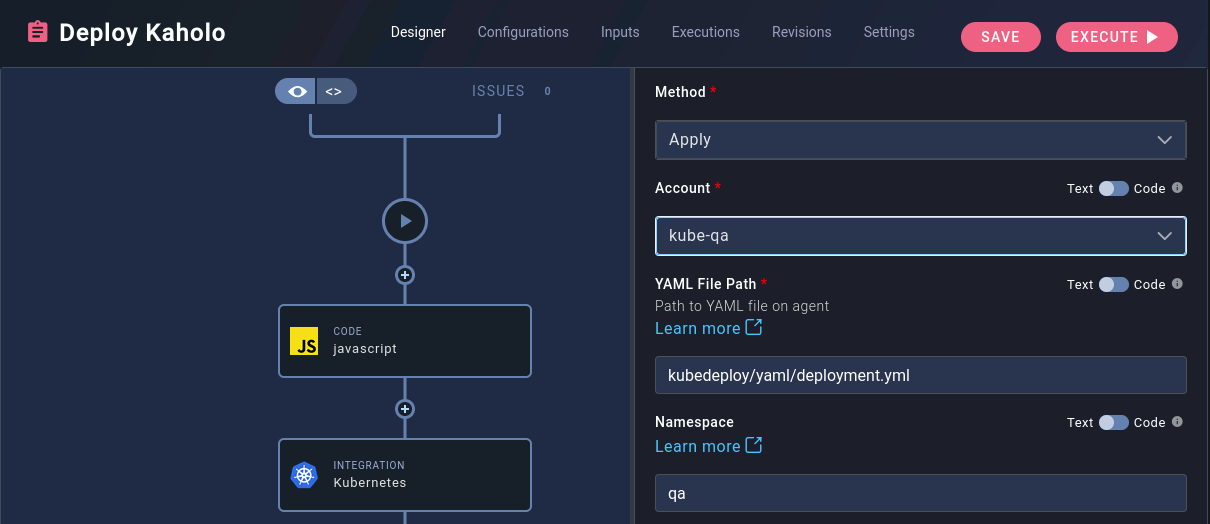 Deploy Kaholo
Designer Configurations Inputs Executions Revisions Settings
SAVE EXECUTE
<> ISSUES 0
CODE
javascript
JS
INTEGRATION
Kubernetes
Method *
Apply
Account * Text Code
kube-qa
YAML File Path * Text Code
Path to YAML file on agent
Learn more
kubedeploy/yaml/deployment.yml
Namespace Text Code
Learn more
qa